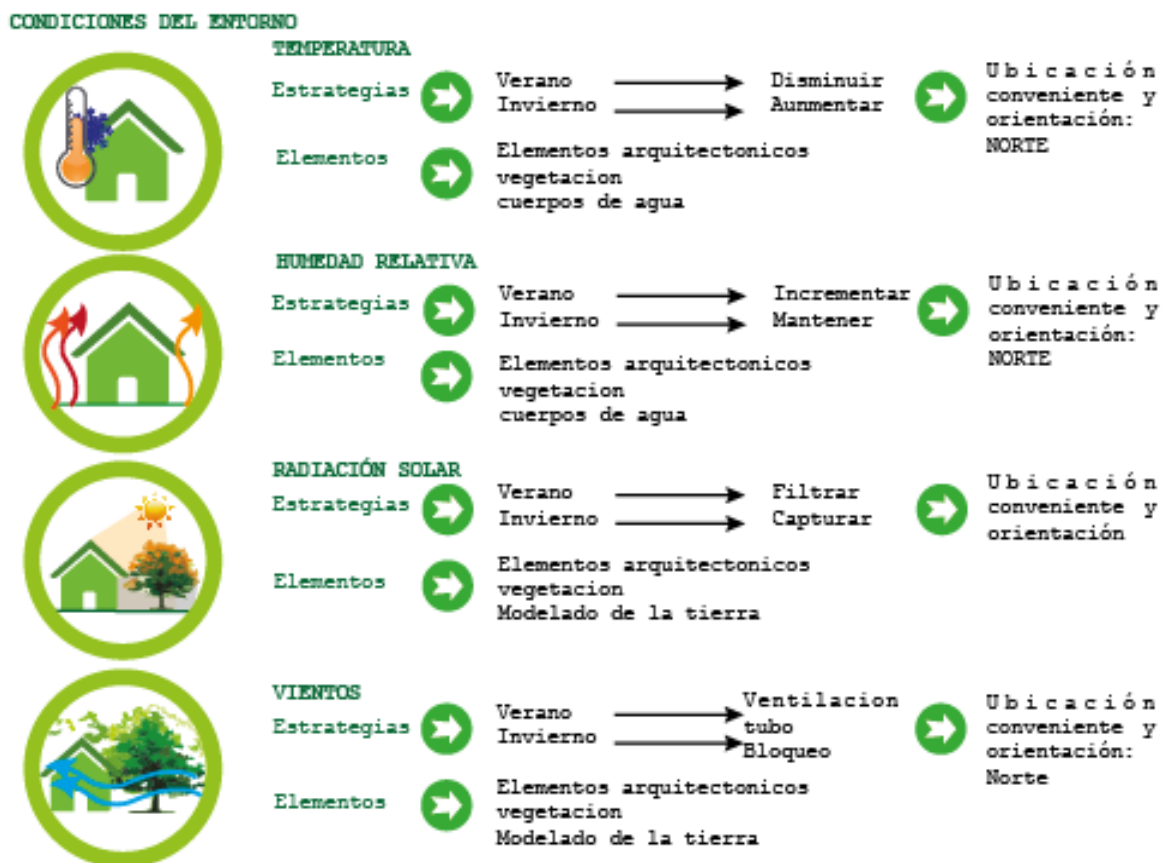 CONDICIONES DEL ENTORNO
TEMPERATURA
Estrategias
Verano
Disminuir
Invierno
Aunmentar
Ubicación
conveniente y
orientación:
NORTE
Elementos
Elementos arquitectonicos
vegetacion
cuerpos de agua
HUMEDAD RELATIVA
Estrategias
Verano
Incrementar
Invierno
Mantener
Ubicación
conveniente y
orientación:
NORTE
Elementos
Elementos arquitectonicos
vegetacion
cuerpos de agua
RADIACIÓN SOLAR
Estrategias
Verano
Filtrar
Invierno
Capturar
Ubicación
conveniente y
orientación
Elementos
Elementos arquitectonicos
vegetacion
Modelado de la tierra
VIENTOS
Estrategias
Verano
Invierno
Ventilacion
tubo
Bloqueo
Ubicación
conveniente y
orientación:
Norte
Elementos
Elementos arquitectonicos
vegetacion
Modelado de la tierra